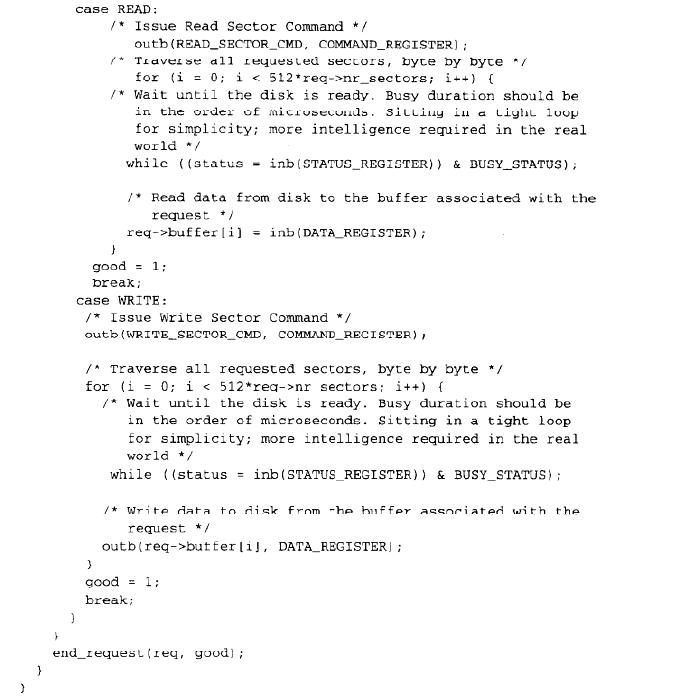 case READ:
/* Issue Read Sector Command */
outb(READ_SECTOR_CMD, COMMAND_REGISTER);
/* Traverse all requested sectors, byte by byte */
for (i = 0; i < 512*req->nr_sectors; i++) {
/* Wait until the disk is ready. Busy duration should be
in the order of microseconds. Sitting in a tight loop
for simplicity; more intelligence required in the real
world */
while ((status = inb(STATUS_REGISTER)) & BUSY_STATUS);
/* Read data from disk to the buffer associated with the
request */
req->buffer[i] = inb(DATA_REGISTER);
}
good = 1;
break;
case WRITE:
/* Issue Write Sector Command */
outb(WRITE_SECTOR_CMD, COMMAND_REGISTER);
/* Traverse all requested sectors, byte by byte */
for (i = 0; i < 512*req->nr sectors; i++) {
/* Wait until the disk is ready. Busy duration should be
in the order of microseconds. Sitting in a tight loop
for simplicity; more intelligence required in the real
world */
while ((status = inb(STATUS_REGISTER)) & BUSY_STATUS);
/* Write data to disk from the buffer associated with the
request */
outb(req->buffer[i], DATA_REGISTER);
}
good = 1;
break;
}
}
end_request(req, good);
}
}